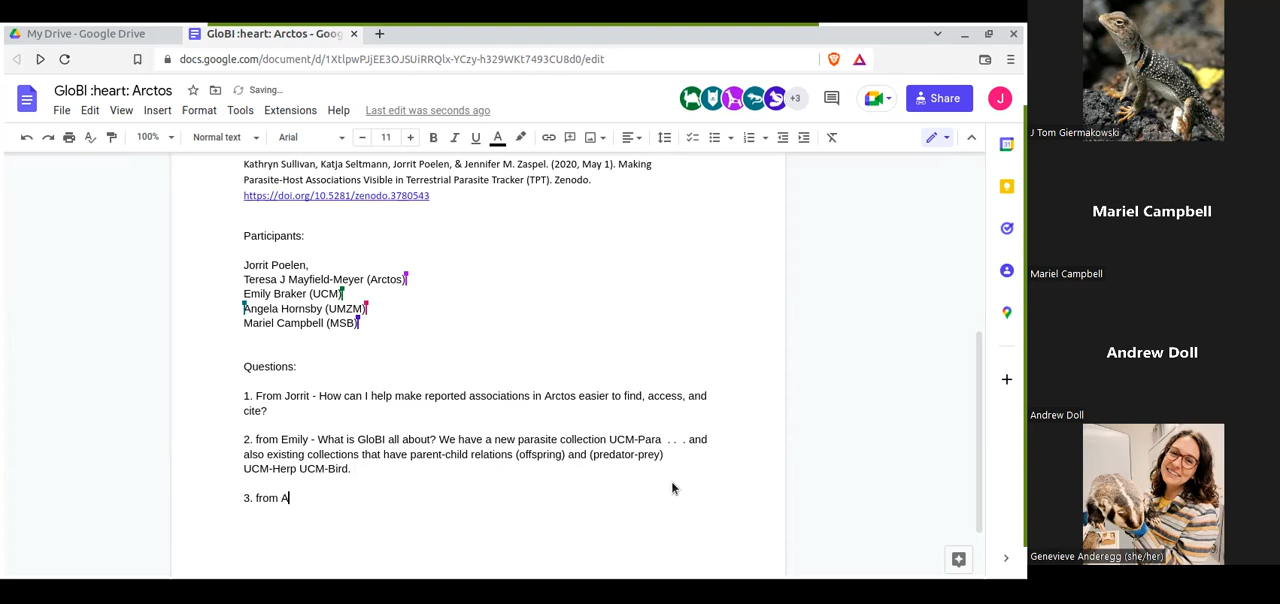 My Drive - Google Drive
GloBI :heart: Arctos - Goog
docs.google.com/document/d/1XtlpwPJjEE3OJSUiRRQlx-YCzy-h329WKt7493CU8d0/edit
GloBI :heart: Arctos
Saving...
File Edit View Insert Format Tools Extensions Help Last edit was seconds ago
+3
Share
J
100% Normal text Arial 11
Kathryn Sullivan, Katja Seltmann, Jorrit Poelen, & Jennifer M. Zaspel. (2020, May 1). Making
Parasite-Host Associations Visible in Terrestrial Parasite Tracker (TPT). Zenodo.
https://doi.org/10.5281/zenodo.3780543
Participants:
Jorrit Poelen,
Teresa J Mayfield-Meyer (Arctos)
Emily Braker (UCM)
Angela Hornsby (UMZM)
Mariel Campbell (MSB)
Questions:
1. From Jorrit - How can I help make reported associations in Arctos easier to find, access, and
cite?
2. from Emily - What is GloBI all about? We have a new parasite collection UCM-Para . . . and
also existing collections that have parent-child relations (offspring) and (predator-prey)
UCM-Herp UCM-Bird.
3. from A
J Tom Giermakowski
Mariel Campbell
Mariel Campbell
Andrew Doll
Andrew Doll
Genevieve Anderegg (she/her)